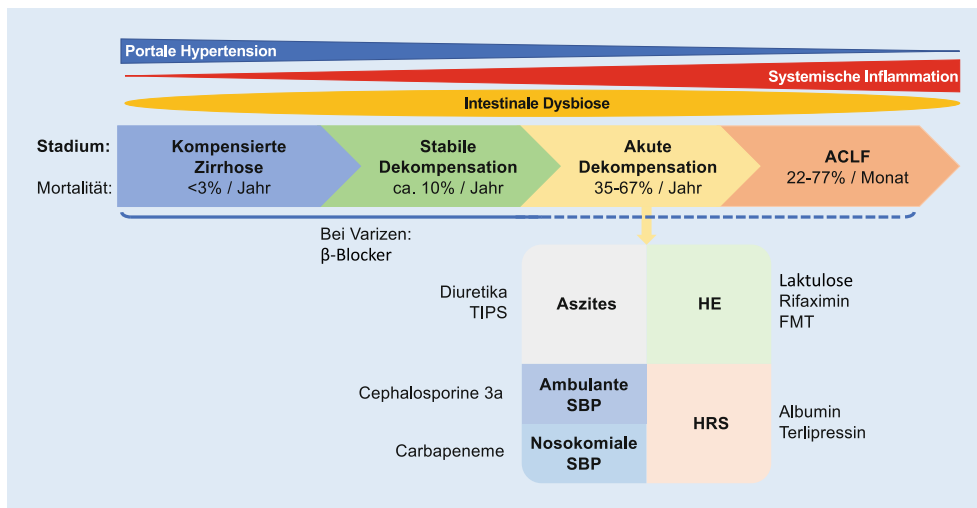 Portale Hypertension
Systemische Inflammation
Intestinale Dysbiose
Stadium:
Kompensierte
Zirrhose
<3% / Jahr
Stabile
Dekompensation
ca. 10% / Jahr
Akute
Dekompensation
35-67% / Jahr
ACLF
22-77% / Monat
Mortalität:
Bei Varizen:
β-Blocker
Diuretika
TIPS
Aszites
HE
Laktulose
Rifaximin
FMT
Cephalosporine 3a
Ambulante
SBP
HRS
Albumin
Terlipressin
Carbapeneme
Nosokomiale
SBP